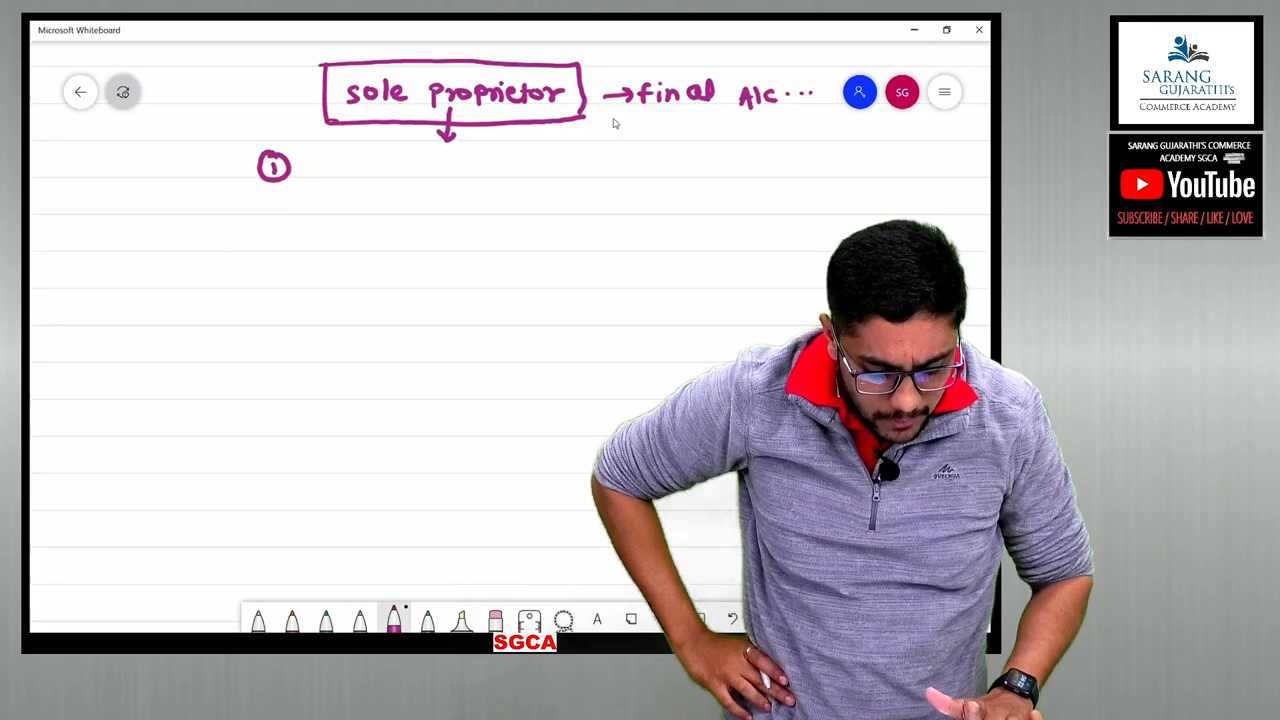 Microsoft Whiteboard
sole proprietor → final A/C ...
①
SG
SARANG
GUJARATHI'S
COMMERCE ACADEMY
SARANG GUJARATHI'S COMMERCE
ACADEMY SGCA
YouTube
SUBSCRIBE / SHARE / LIKE / LOVE
SGCA